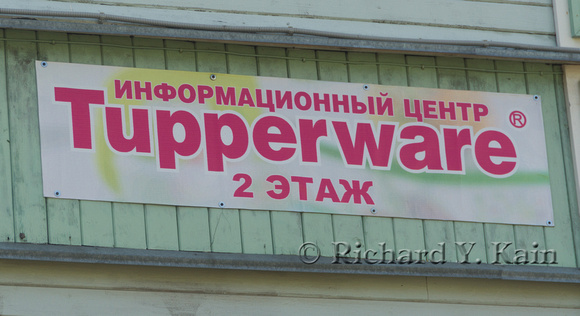 ИНФОРМАЦИОННЫЙ ЦЕНТР
Tupperware®
2 ЭТАЖ
© Richard Y. Kain